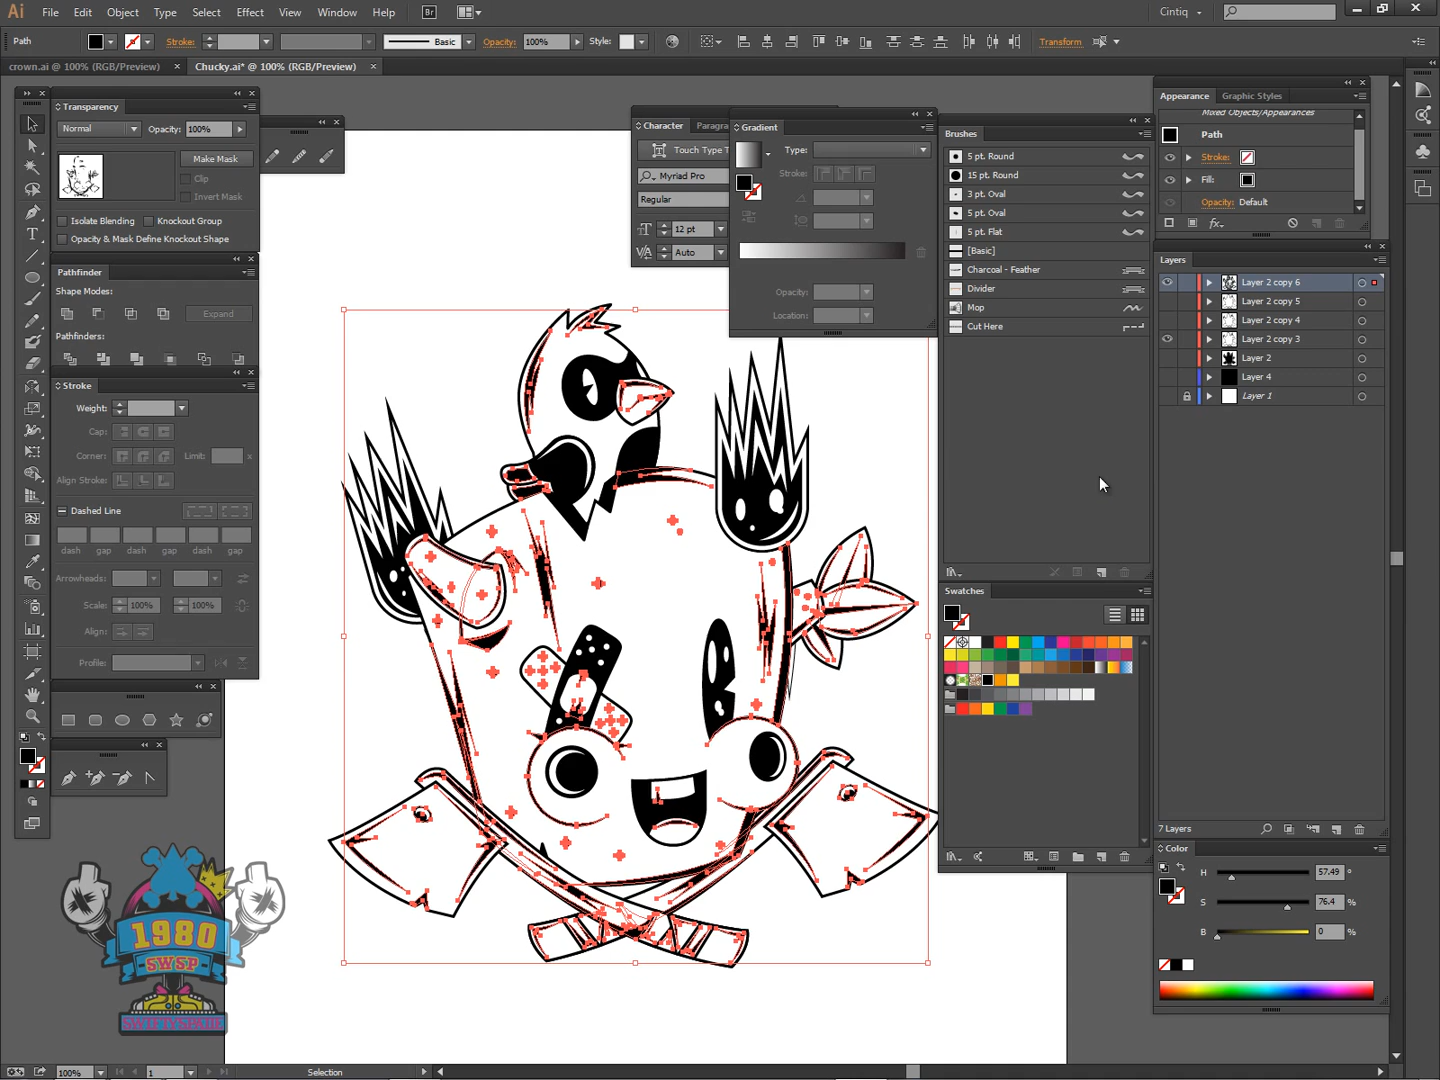 Ai File Edit Object Type Select Effect View Window Help Br Cintiq
Path Stroke: Basic Opacity: 100% Style: Transform
crown.ai @ 100% (RGB/Preview) × Chucky.ai* @ 100% (RGB/Preview) ×
Transparency
Normal Opacity: 100%
Make Mask
Clip
Invert Mask
Isolate Blending Knockout Group
Opacity & Mask Define Knockout Shape
Pathfinder
Shape Modes:
Expand
Pathfinders:
Stroke
Weight:
Cap:
Corner: Limit: x
Align Stroke:
Dashed Line
dash gap dash gap dash gap
Arrowheads:
Scale: 100% 100%
Align:
Profile:
Character Paragra
Touch Type T
Myriad Pro
Regular
12 pt
Auto
Gradient
Type:
Stroke:
Opacity:
Location:
Brushes
5 pt. Round
15 pt. Round
3 pt. Oval
5 pt. Oval
5 pt. Flat
[Basic]
Charcoal - Feather
Divider
Mop
Cut Here
Swatches
Appearance Graphic Styles
Mixed Objects/Appearances
Path
Stroke:
Fill:
Opacity: Default
fx
Layers
Layer 2 copy 6
Layer 2 copy 5
Layer 2 copy 4
Layer 2 copy 3
Layer 2
Layer 4
Layer 1
7 Layers
Color
H 57.49 °
S 76.4 %
B 0 %
1980
SWSP
SWIFTYSPADE
100% 1 Selection